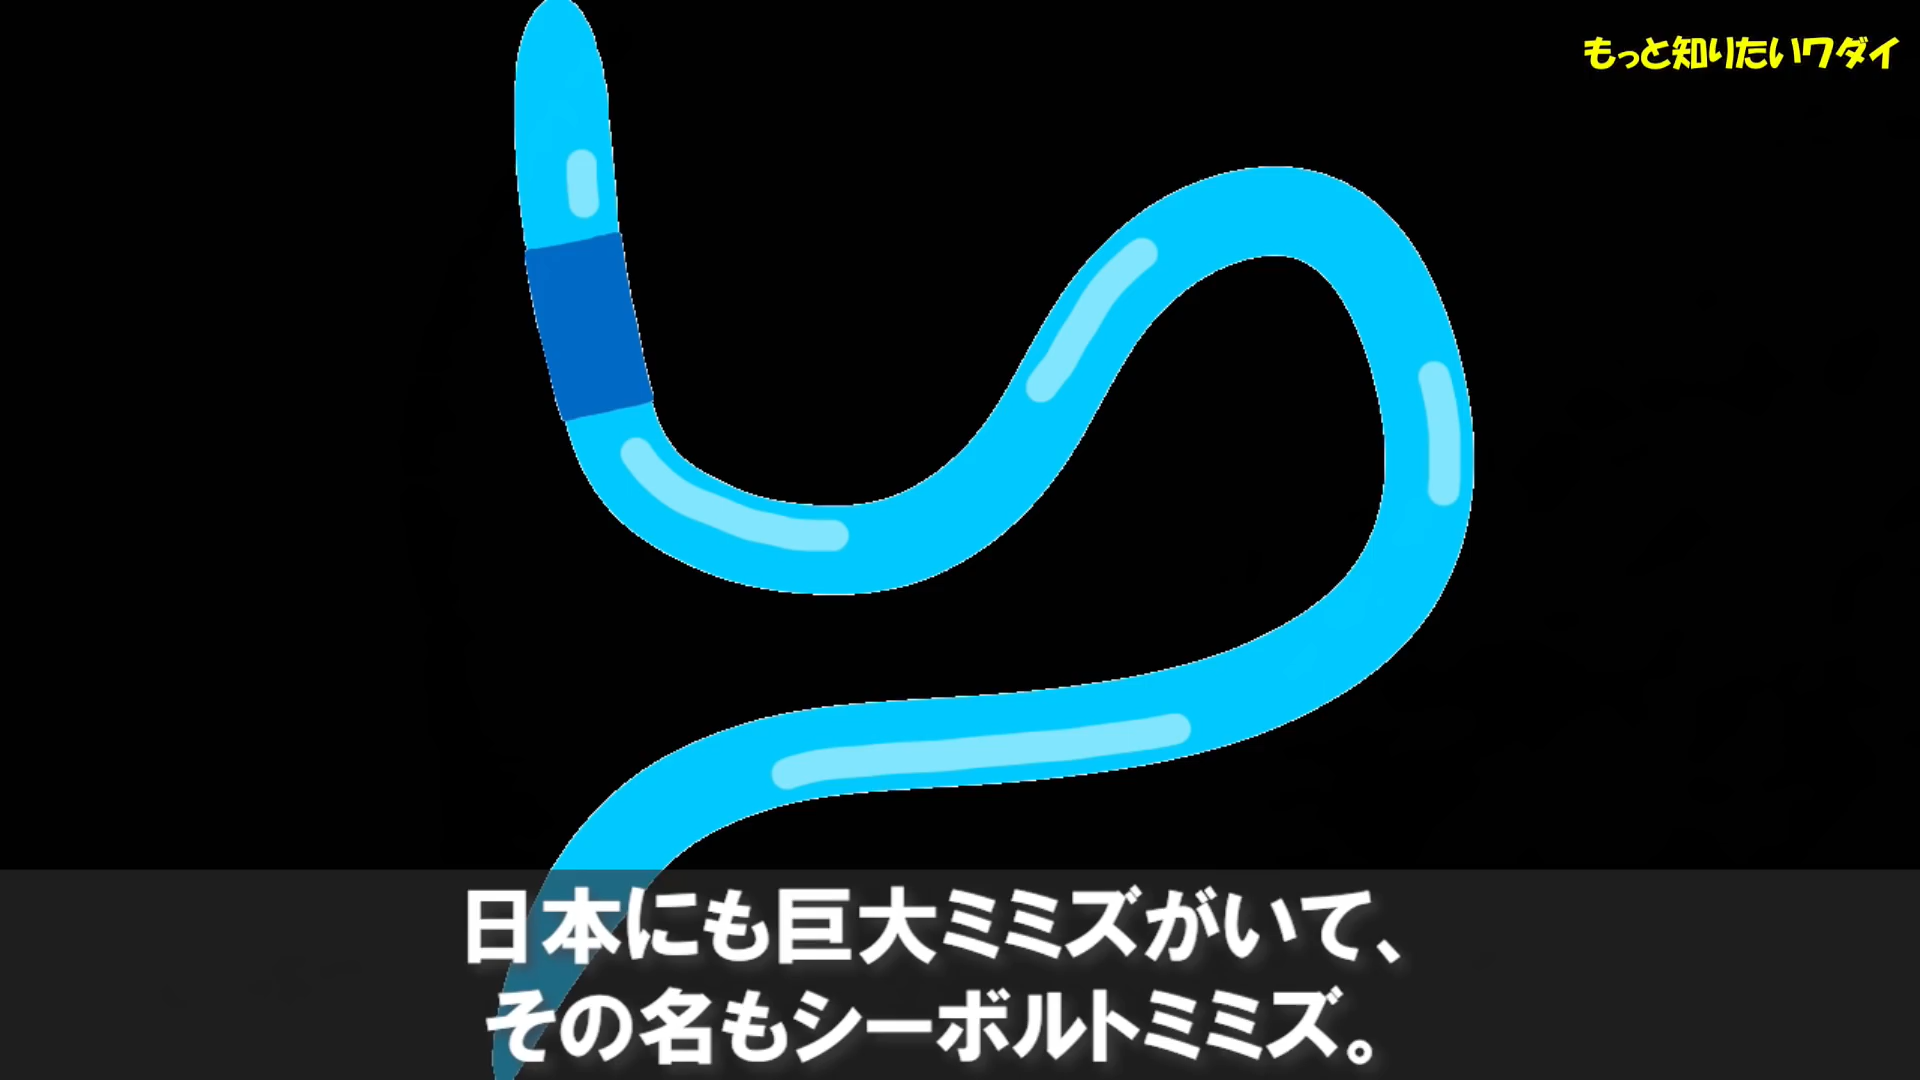 もっと知りたいワダイ
日本にも巨大ミミズがいて、
その名もシーボルトミミズ。